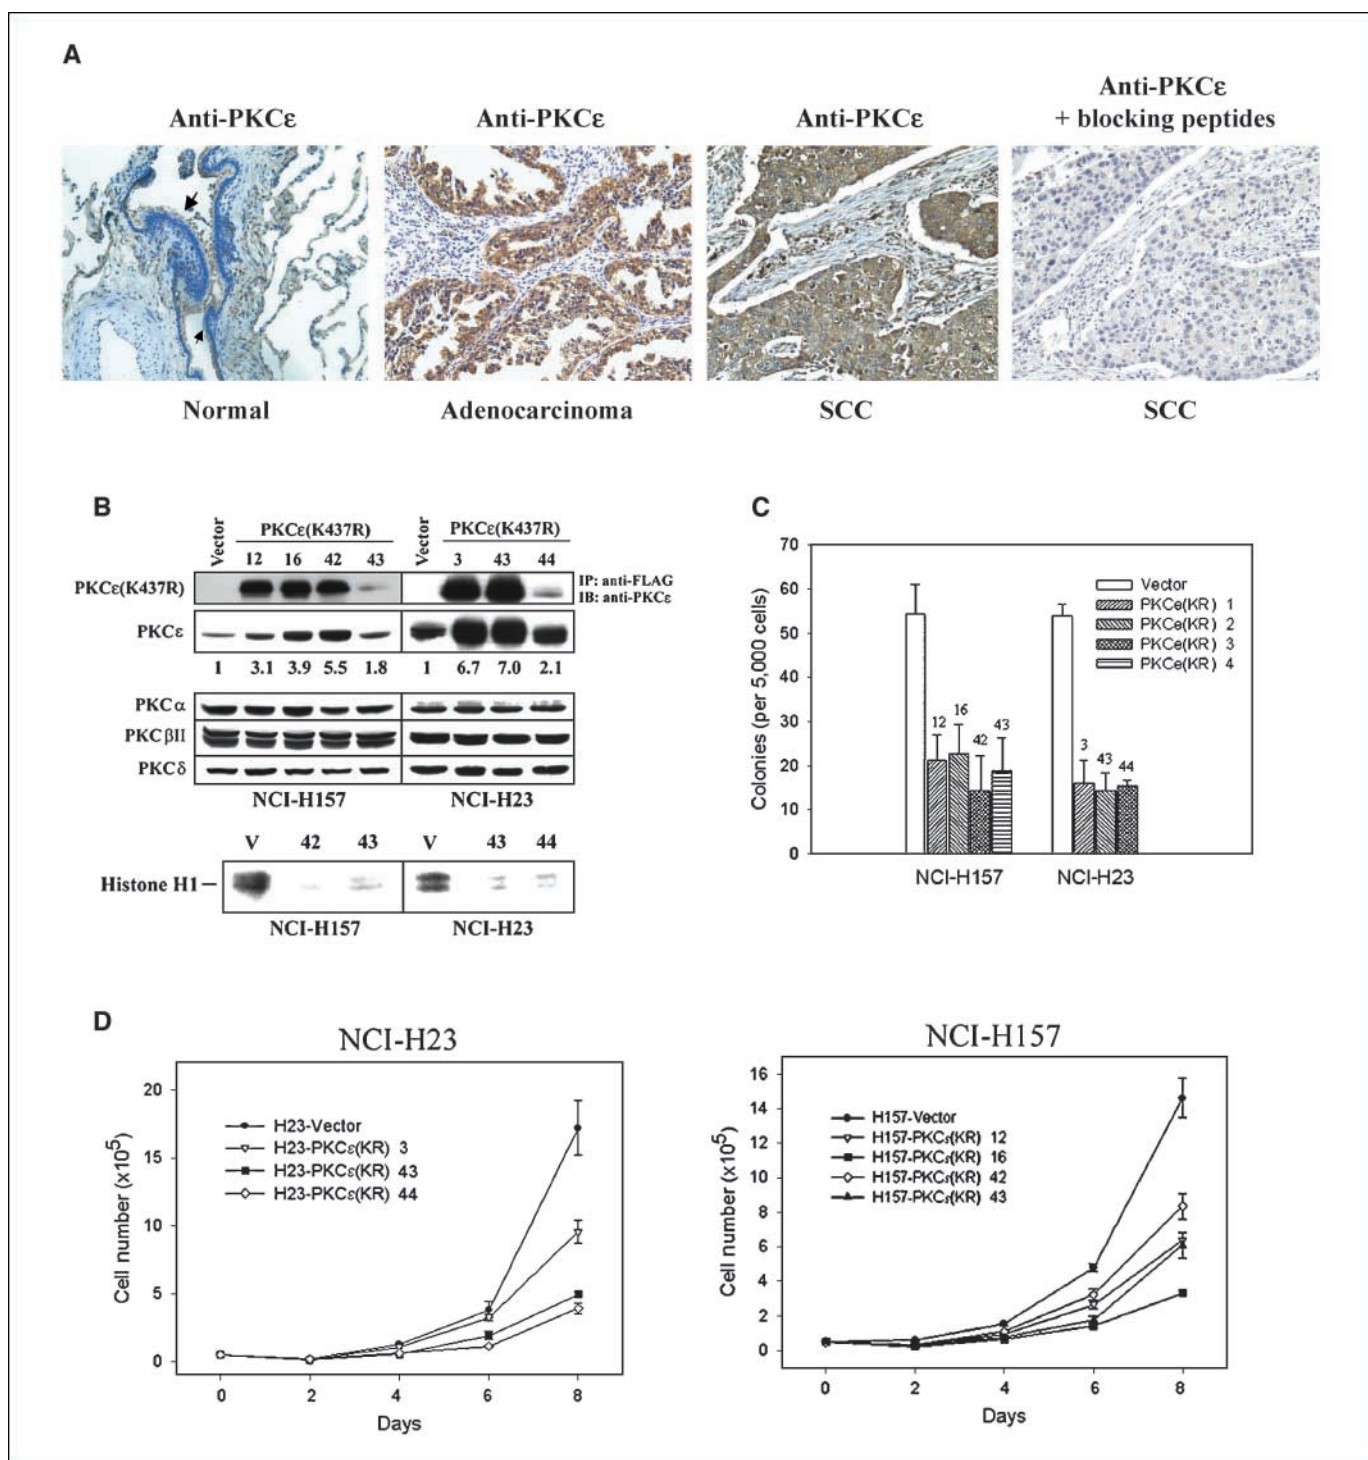 A
Anti-PKCε
Anti-PKCε
Anti-PKCε
Anti-PKCε
+ blocking peptides
Normal
Adenocarcinoma
SCC
SCC
B
Vector
PKCε(K437R)
Vector
PKCε(K437R)
12 16 42 43
3 43 44
PKCε(K437R)
IP: anti-FLAG
IB: anti-PKCε
PKCε
1 3.1 3.9 5.5 1.8 1 6.7 7.0 2.1
PKCα
PKCβII
PKCδ
NCI-H157 NCI-H23
V 42 43 V 43 44
Histone H1
NCI-H157 NCI-H23
C
Colonies (per 5,000 cells)
70
60
50
40
30
20
10
0
Vector
PKCe(KR) 1
PKCe(KR) 2
PKCe(KR) 3
PKCe(KR) 4
12 16 42 43
3 43 44
NCI-H157 NCI-H23
D
NCI-H23
Cell number (x10⁵)
20
15
10
5
0
H23-Vector
H23-PKCε(KR) 3
H23-PKCε(KR) 43
H23-PKCε(KR) 44
0 2 4 6 8
Days
NCI-H157
Cell number (x10⁵)
16
14
12
10
8
6
4
2
0
H157-Vector
H157-PKCε(KR) 12
H157-PKCε(KR) 16
H157-PKCε(KR) 42
H157-PKCε(KR) 43
0 2 4 6 8
Days